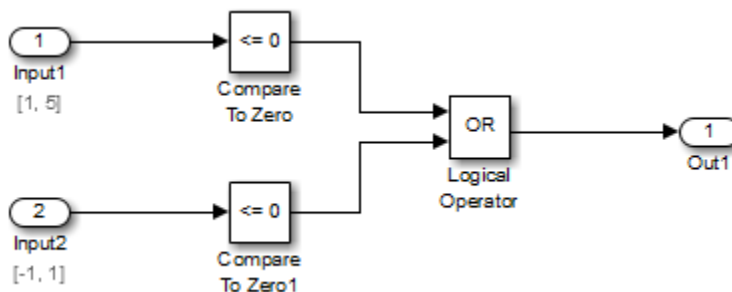 1
Input1
[1, 5]
<= 0
Compare
To Zero
OR
Logical
Operator
1
Out1
2
Input2
[-1, 1]
<= 0
Compare
To Zero1